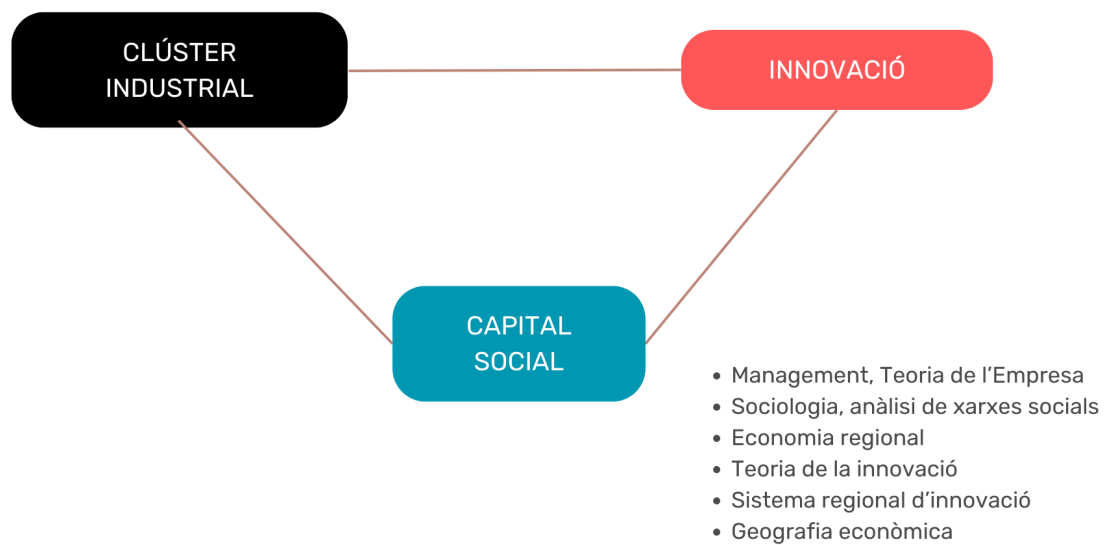 CLÚSTER
INDUSTRIAL
INNOVACIÓ
CAPITAL
SOCIAL
• Management, Teoria de l’Empresa
• Sociologia, anàlisi de xarxes socials
• Economia regional
• Teoria de la innovació
• Sistema regional d’innovació
• Geografia econòmica